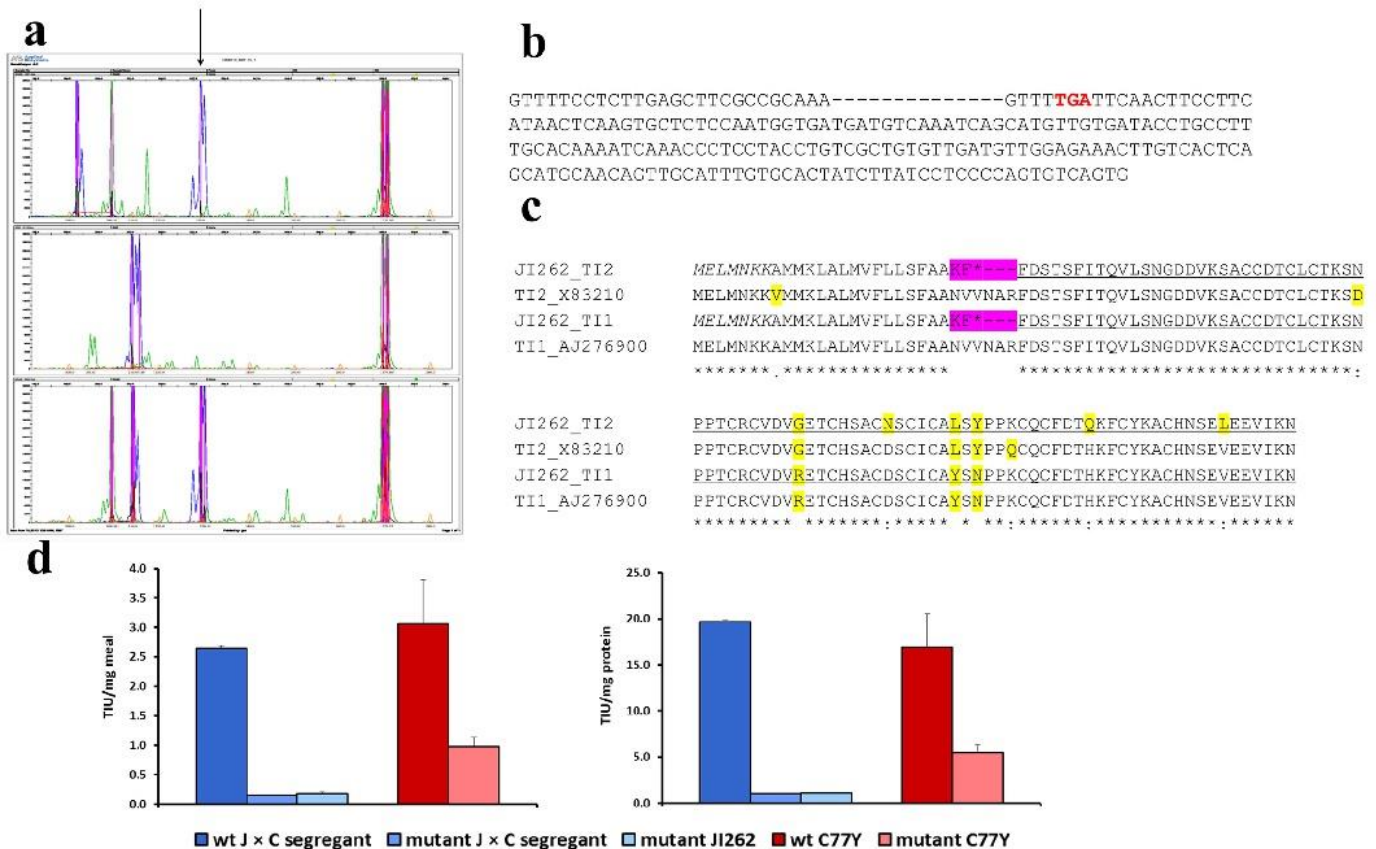 a
b
GTTTTCCTCTTGAGCTTCGCCGCAAA--------------GTTTTGATTCAACTTCCTTC
ATAACTCAAGTGCTCTCCAATGGTGATGATGTCAAATCAGCATGTTGTGATACCTGCCTT
TGCACAAAATCAAACCCTCCTACCTGTCGCTGTGTTGATGTTGGAGAAACTTGTCACTCA
GCATGCAACAGTTGCATTTGTGCACTATCTTATCCTCCCCAGTGTCAGTG
c
JI262_TI2 MELMNKKAMMKLALMVFLLSFAAKF*---FDSTSFITQVLSNGDDVKSACCDTCLCTKSN
TI2_X83210 MELMNKKVMMKLALMVFLLSFAANVVNARFDSTSFITQVLSNGDDVKSACCDTCLCTKSD
JI262_TI1 MELMNKKAMMKLALMVFLLSFAAKF*---FDSTSFITQVLSNGDDVKSACCDTCLCTKSN
TI1_AJ276900 MELMNKKAMMKLALMVFLLSFAANVVNARFDSTSFITQVLSNGDDVKSACCDTCLCTKSN
*******.*************** ******************************:
JI262_TI2 PPTCRCVDVGETCHSACNSCICALSYPPKCQCFDTQKFCYKACHNSELEEVIKN
TI2_X83210 PPTCRCVDVGETCHSACDSCICALSYPPQCQCFDTHKFCYKACHNSEVEEVIKN
JI262_TI1 PPTCRCVDVRETCHSACDSCICAYSNPPKCQCFDTHKFCYKACHNSEVEEVIKN
TI1_AJ276900 PPTCRCVDVRETCHSACDSCICAYSNPPKCQCFDTHKFCYKACHNSEVEEVIKN
********* *******:***** * **:******:***********:******
d
TIU/mg meal
4.0
3.5
3.0
2.5
2.0
1.5
1.0
0.5
0.0
TIU/mg protein
25.0
20.0
15.0
10.0
5.0
0.0
wt J × C segregant mutant J × C segregant mutant JI262 wt C77Y mutant C77Y